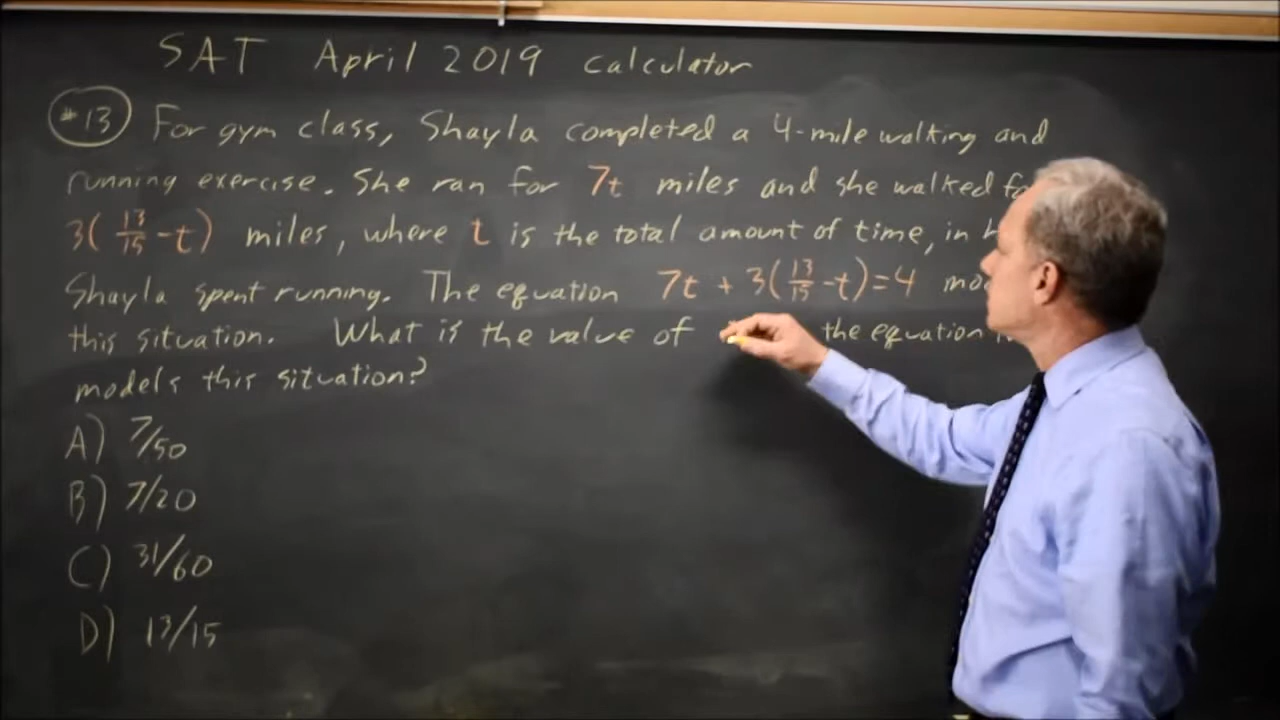 SAT April 2019 calculator
#13 For gym class, Shayla completed a 4-mile walking and
running exercise. She ran for 7t miles and she walked
3(13/15 - t) miles, where t is the total amount of time, in
Shayla spent running. The equation 7t + 3(13/15 - t) = 4
this situation. What is the value of the equation
models this situation?
A) 7/50
B) 7/20
C) 31/60
D) 13/15